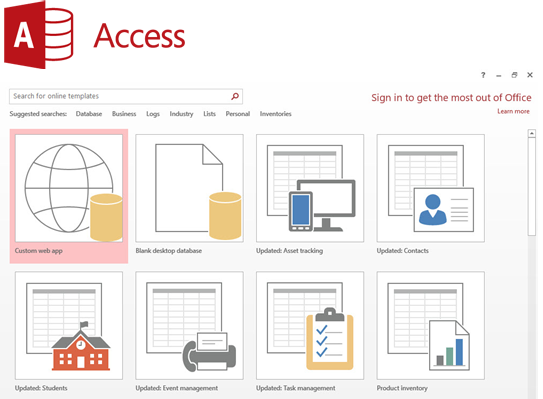 A Access
?
Search for online templates
Sign in to get the most out of Office
Suggested searches: Database Business Logs Industry Lists Personal Inventories
Learn more
Custom web app
Blank desktop database
Updated: Asset tracking
Updated: Contacts
Updated: Students
Updated: Event management
Updated: Task management
Product inventory